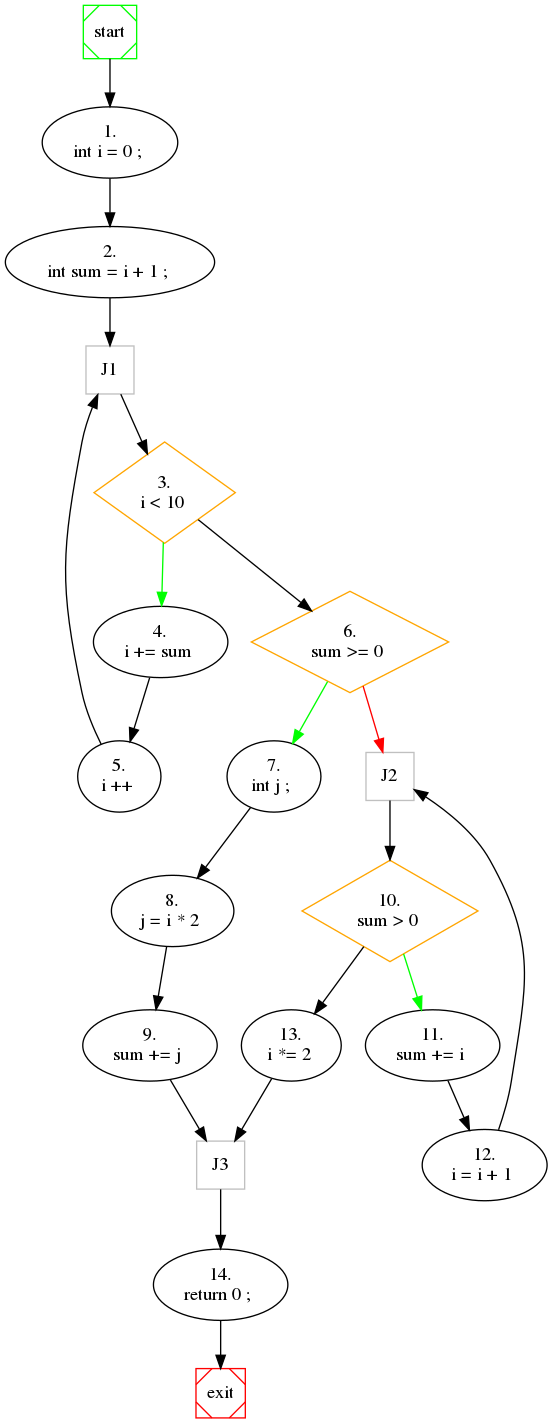 start
1.
int i = 0 ;
2.
int sum = i + 1 ;
J1
3.
i < 10
4.
i += sum
6.
sum >= 0
5.
i ++
7.
int j ;
J2
8.
j = i * 2
10.
sum > 0
9.
sum += j
13.
i *= 2
11.
sum += i
J3
12.
i = i + 1
14.
return 0 ;
exit